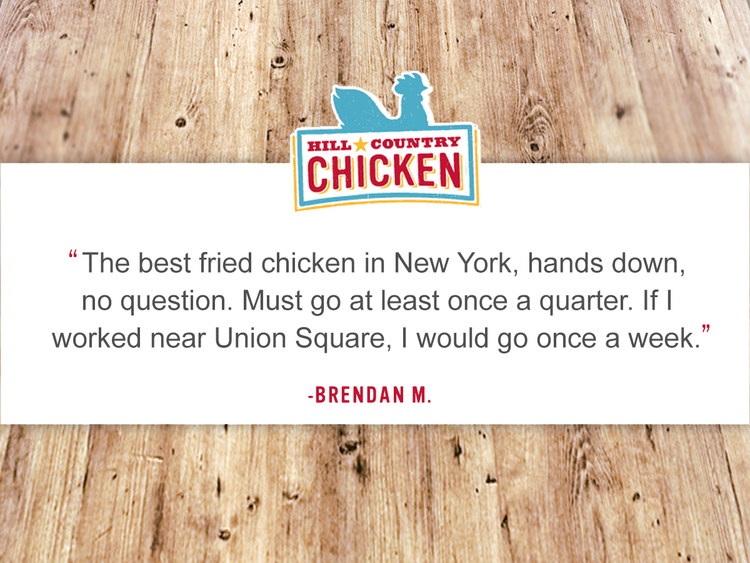 HILL COUNTRY
CHICKEN
“The best fried chicken in New York, hands down,
no question. Must go at least once a quarter. If I
worked near Union Square, I would go once a week.”
-BRENDAN M.